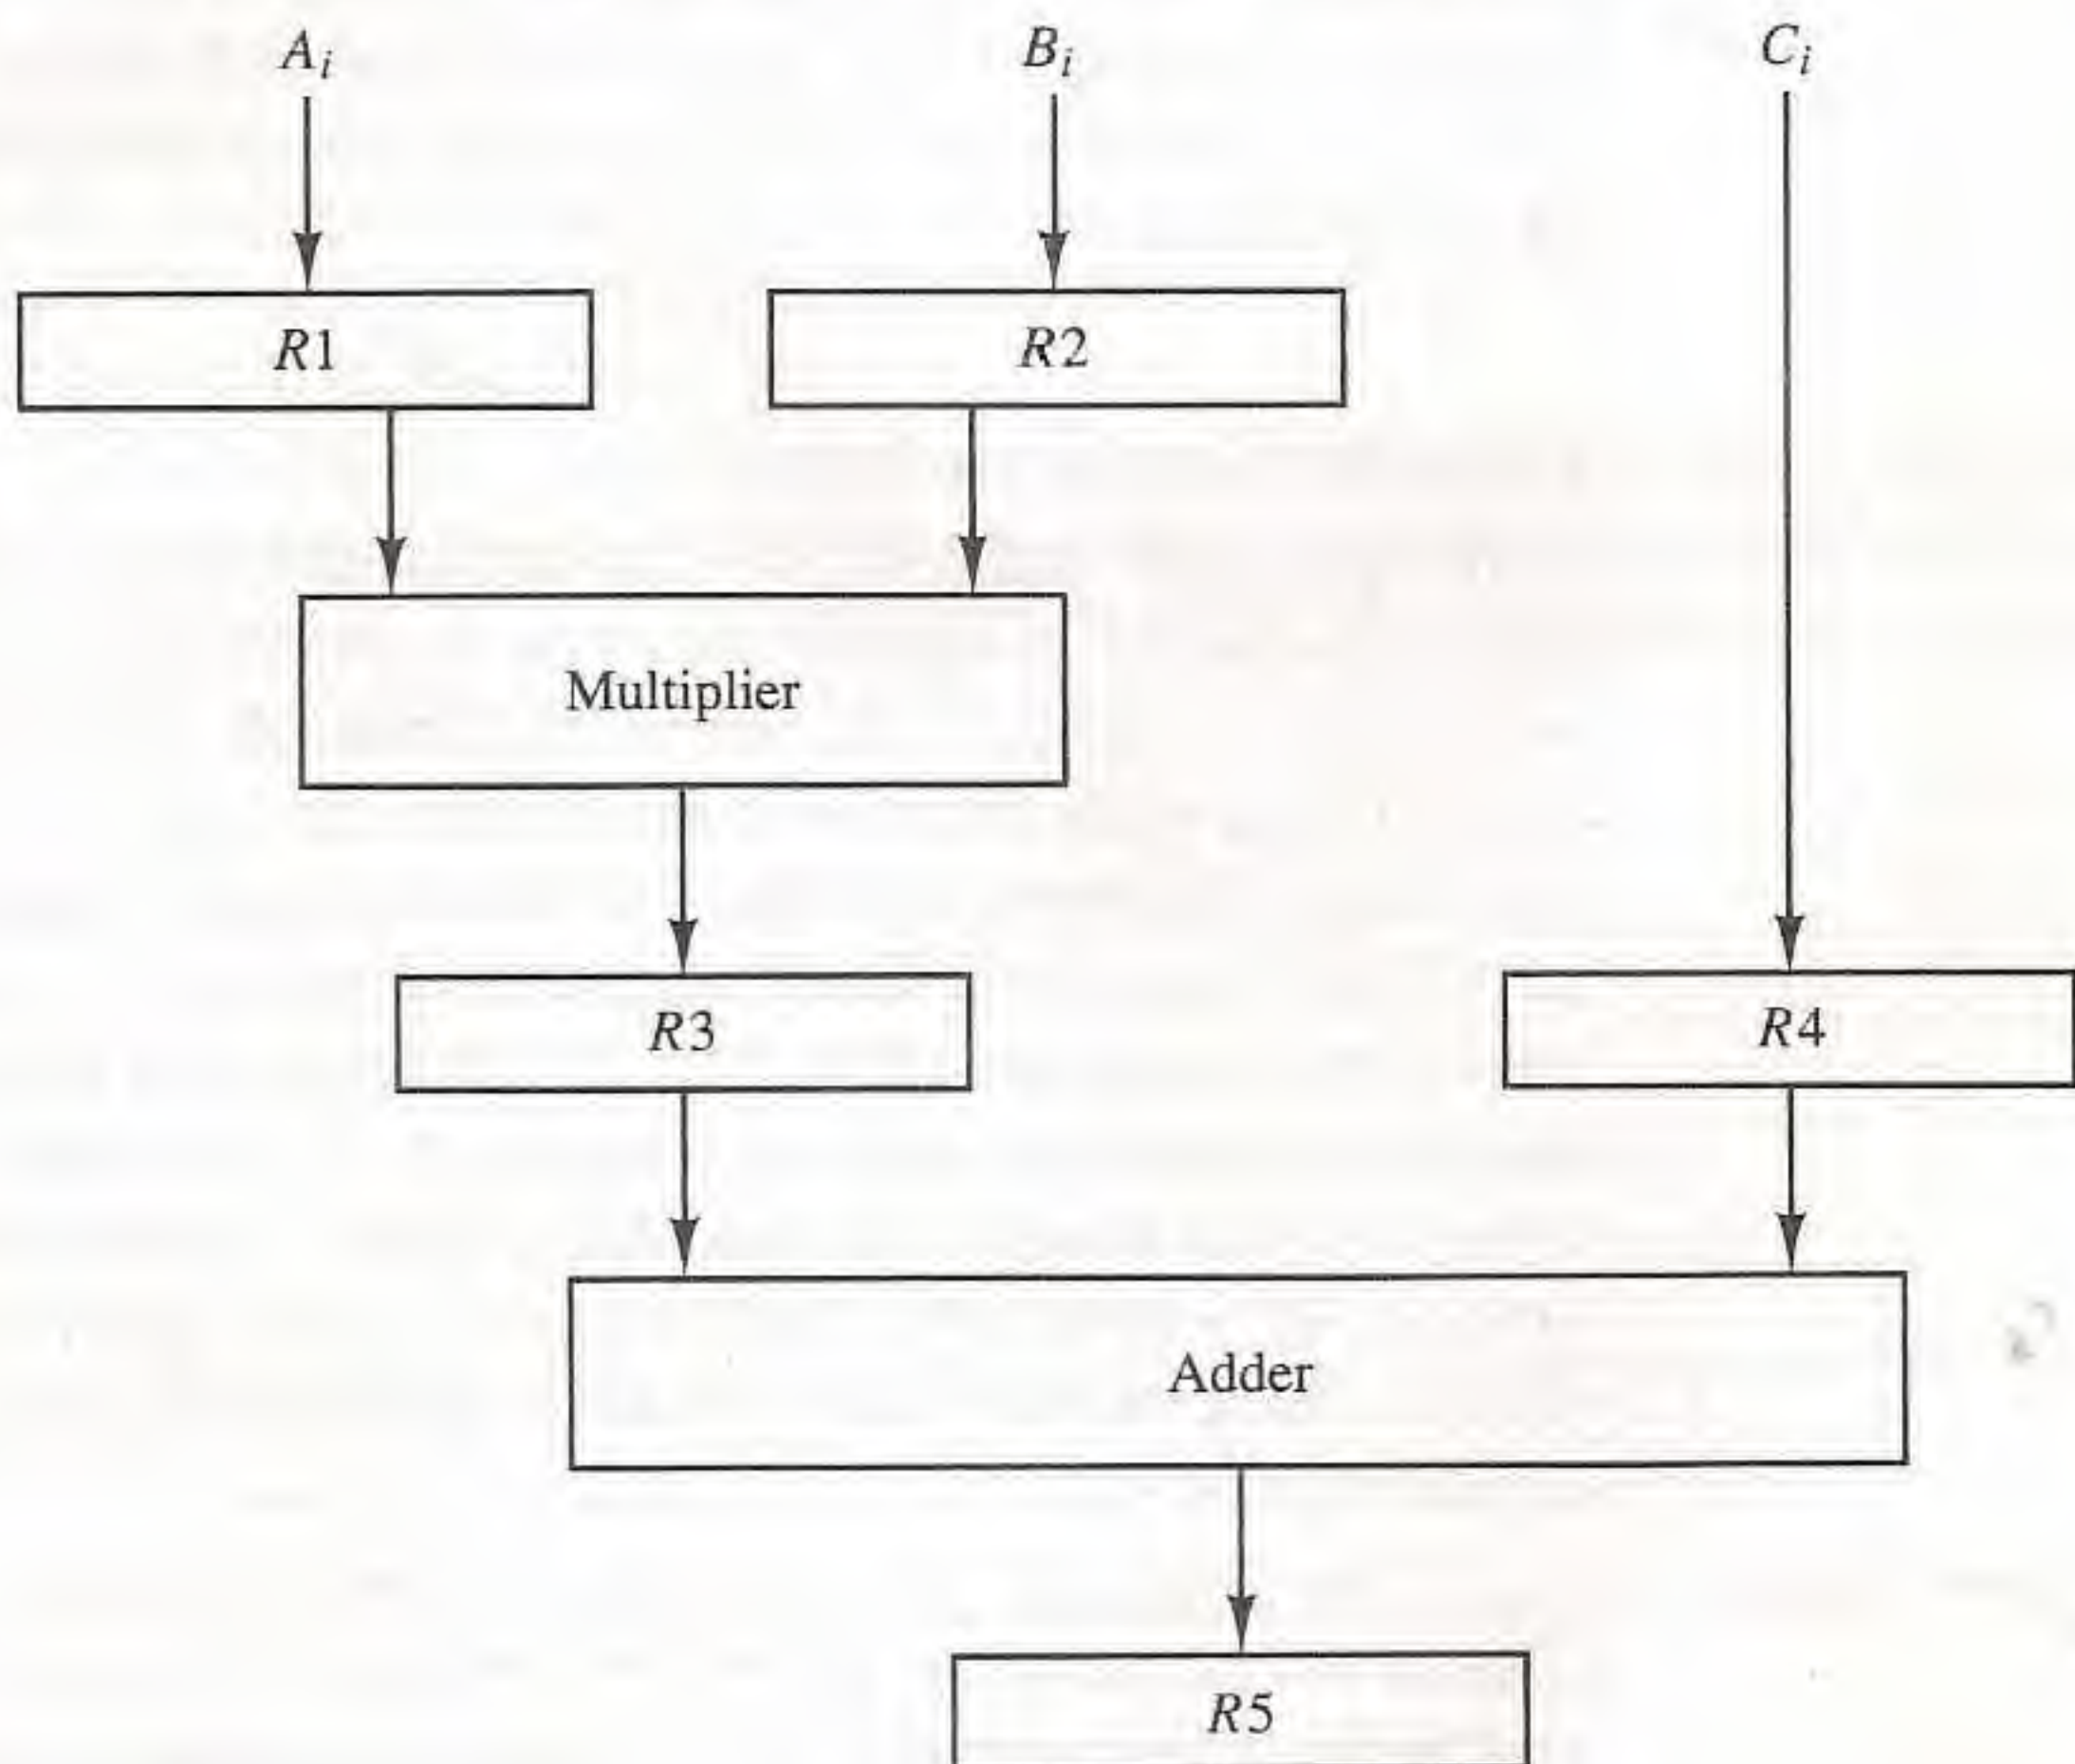 Aᵢ Bᵢ Cᵢ
R1 R2
Multiplier
R3 R4
Adder
R5